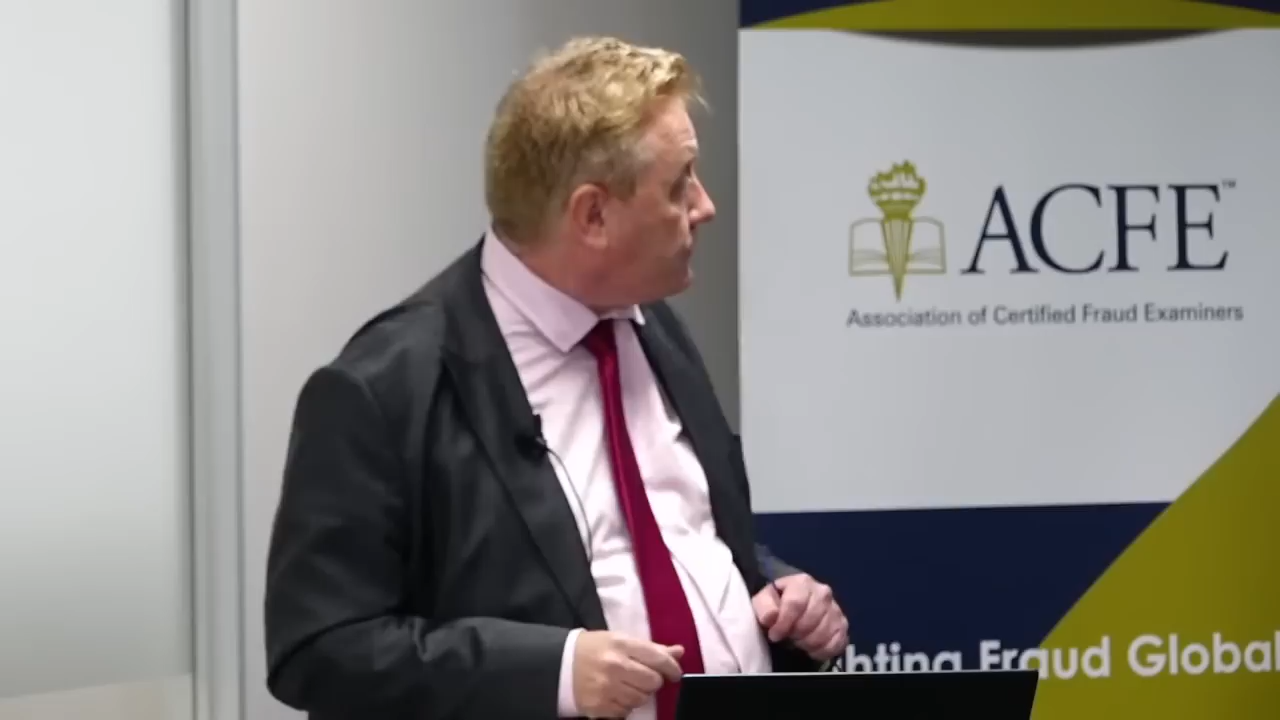 ACFE™
Association of Certified Fraud Examiners
Fraud Global